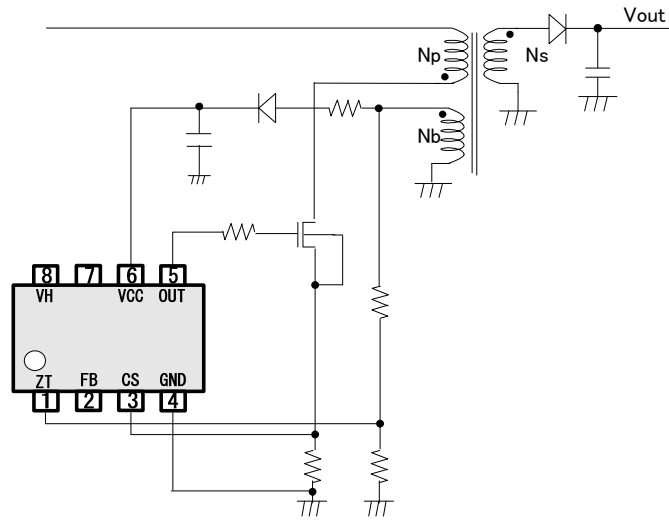 Vout
Np
Ns
Nb
8 7 6 5
VH VCC OUT
ZT FB CS GND
1 2 3 4